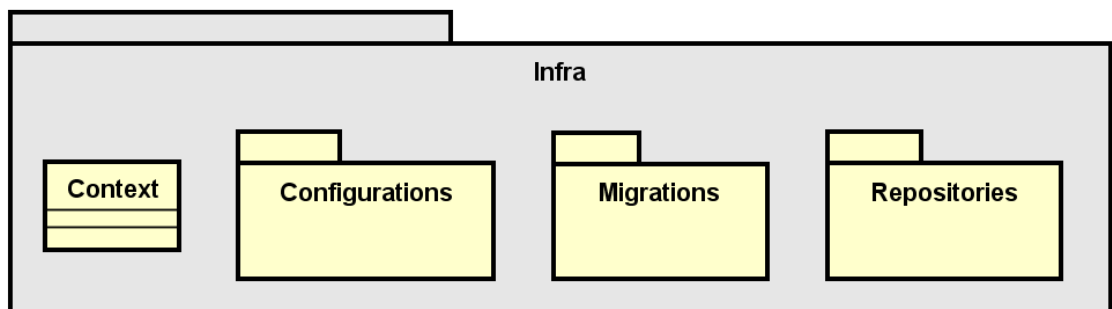 Infra
Context
Configurations
Migrations
Repositories